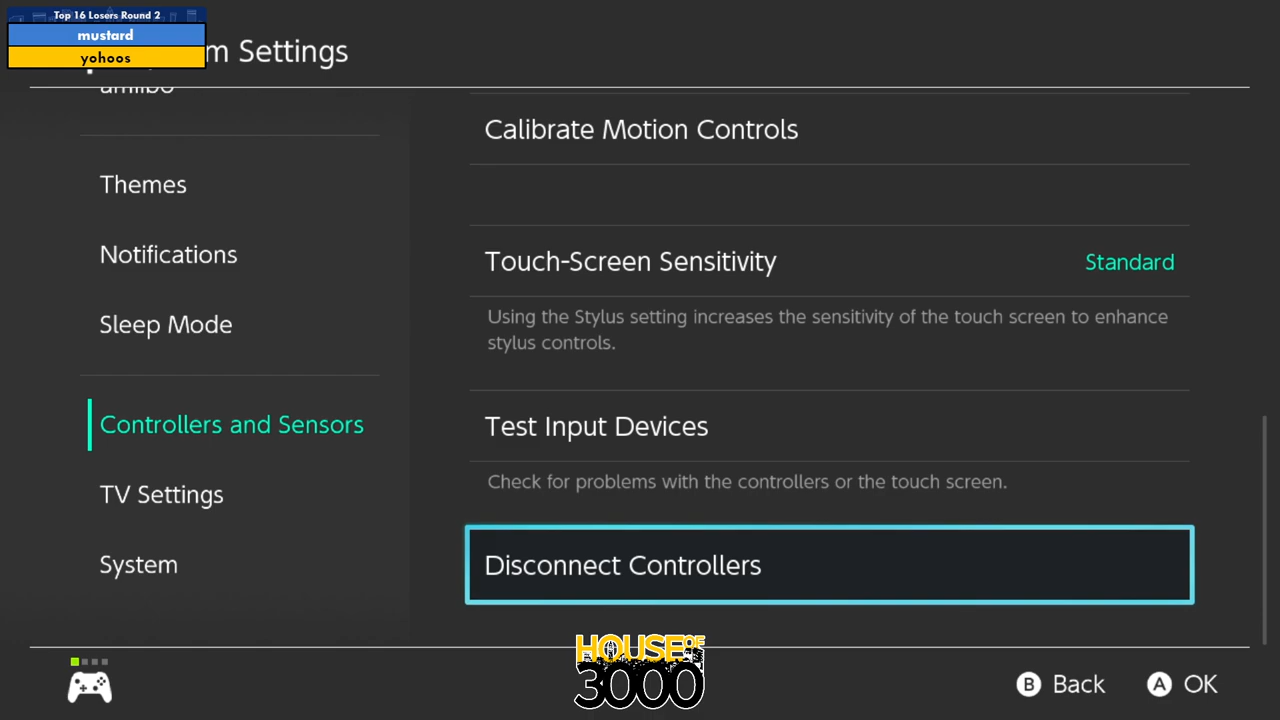 Top 16 Losers Round 2
mustard
yohoos
m Settings
amiibo
Themes
Notifications
Sleep Mode
Controllers and Sensors
TV Settings
System
Calibrate Motion Controls
Touch-Screen Sensitivity Standard
Using the Stylus setting increases the sensitivity of the touch screen to enhance
stylus controls.
Test Input Devices
Check for problems with the controllers or the touch screen.
Disconnect Controllers
HOUSE OF
3000
B Back A OK